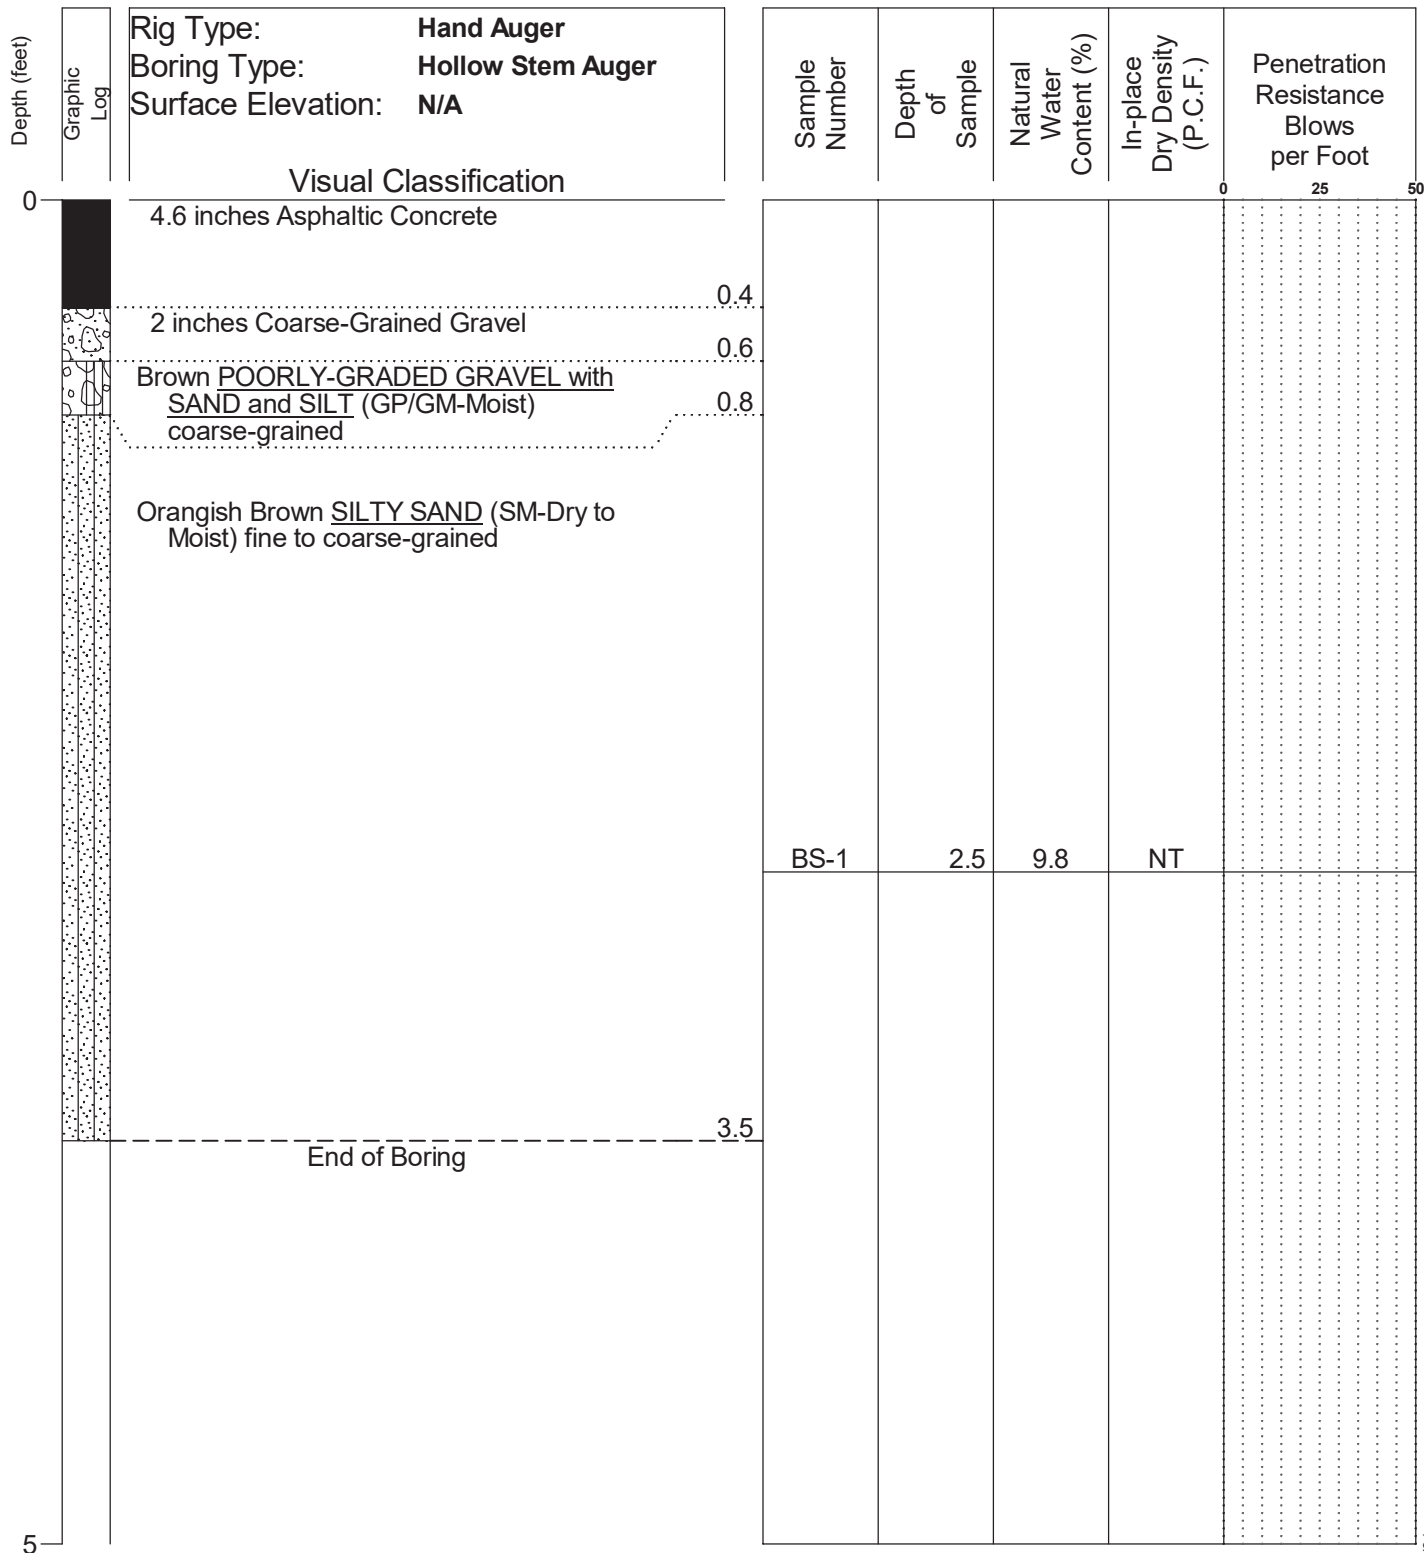 Depth (feet)
Graphic
Log
Rig Type: Hand Auger
Boring Type: Hollow Stem Auger
Surface Elevation: N/A
Visual Classification
Sample
Number
Depth
of
Sample
Natural
Water
Content (%)
In-place
Dry Density
(P.C.F.)
Penetration
Resistance
Blows
per Foot
0 25 50
0
4.6 inches Asphaltic Concrete
0.4
2 inches Coarse-Grained Gravel
0.6
Brown POORLY-GRADED GRAVEL with
SAND and SILT (GP/GM-Moist)
coarse-grained
0.8
Orangish Brown SILTY SAND (SM-Dry to
Moist) fine to coarse-grained
BS-1 2.5 9.8 NT
3.5
End of Boring
5